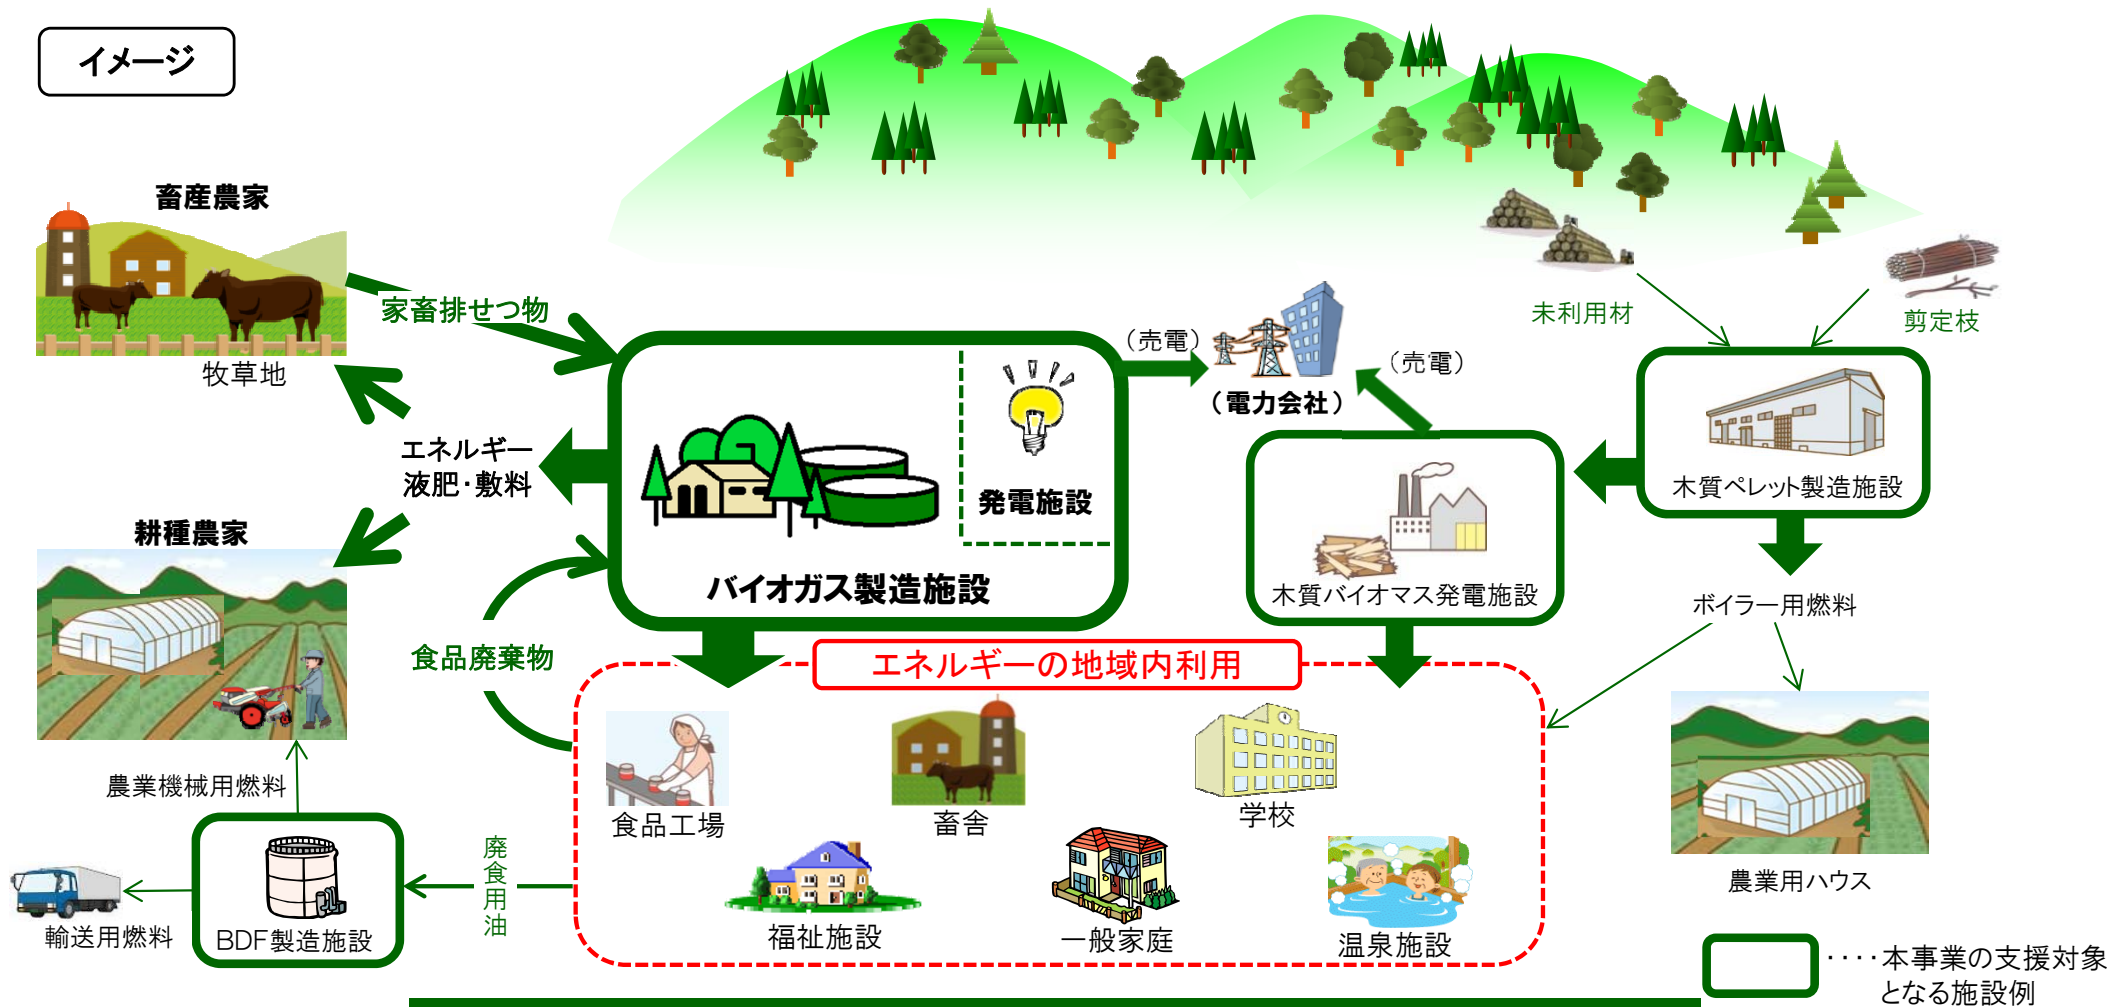 イメージ
畜産農家
家畜排せつ物
牧草地
未利用材
剪定枝
（売電）
（売電）
（電力会社）
エネルギー
液肥・敷料
発電施設
バイオガス製造施設
木質ペレット製造施設
木質バイオマス発電施設
ボイラー用燃料
耕種農家
食品廃棄物
エネルギーの地域内利用
農業機械用燃料
食品工場
畜舎
学校
廃食用油
輸送用燃料
BDF製造施設
福祉施設
一般家庭
温泉施設
農業用ハウス
････本事業の支援対象
となる施設例